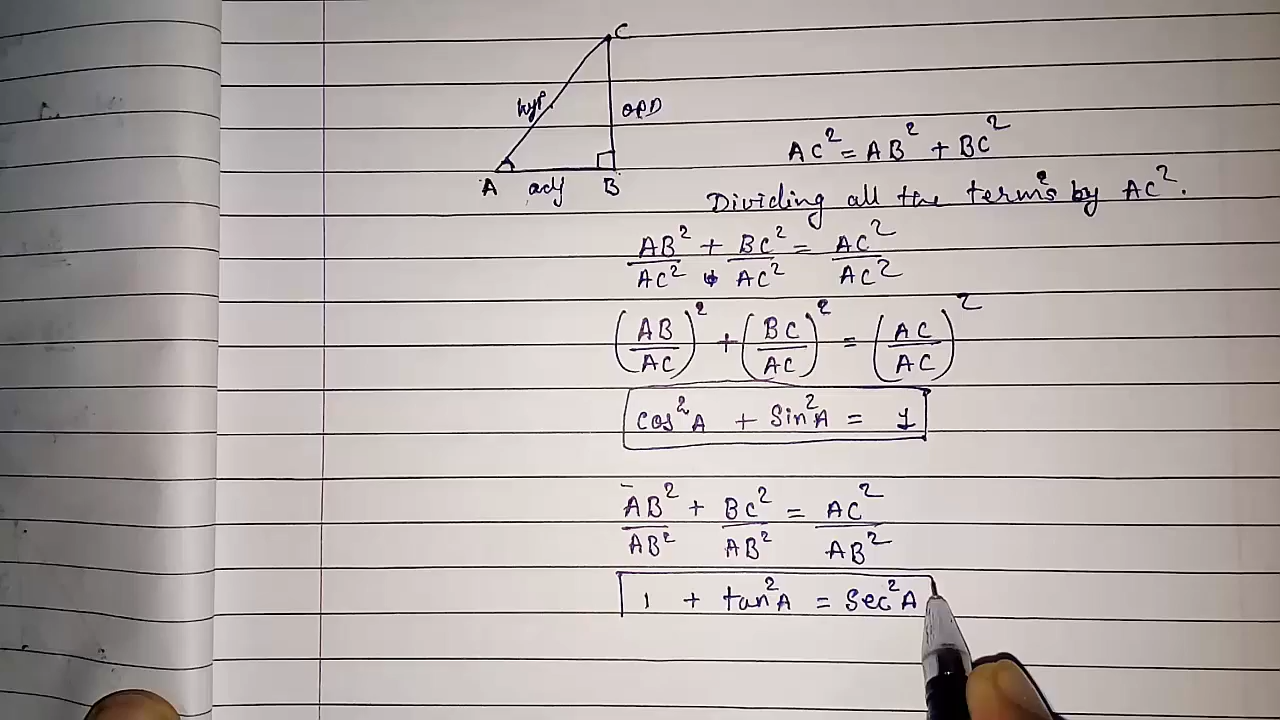 C
hyp. opp
A adj B
AC² = AB² + BC²
Dividing all the terms by AC².
AB²/AC² + BC²/AC² = AC²/AC²
(AB/AC)² + (BC/AC)² = (AC/AC)²
cos²A + Sin²A = 1
AB²/AB² + BC²/AB² = AC²/AB²
1 + tan²A = Sec²A